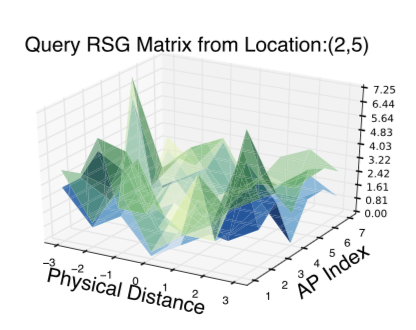 Query RSG Matrix from Location:(2,5)
7.25
6.44
5.64
4.83
4.03
3.22
2.42
1.61
0.81
0.00
−3 −2 −1 0 1 2 3
Physical Distance
1 2 3 4 5 6 7
AP Index